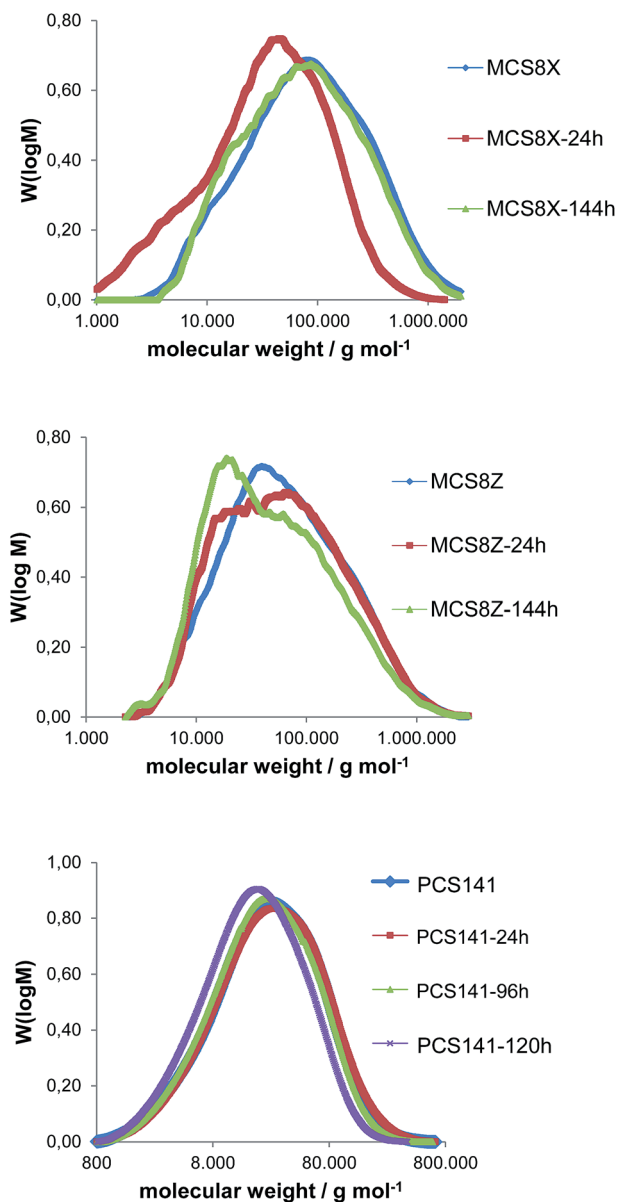 0,80
0,60
0,40
0,20
0,00
W(logM)
1.000
10.000
100.000
1.000.000
molecular weight / g mol-1
MCS8X
MCS8X-24h
MCS8X-144h
0,80
0,60
0,40
0,20
0,00
W(log M)
1.000
10.000
100.000
1.000.000
molecular weight / g mol-1
MCS8Z
MCS8Z-24h
MCS8Z-144h
1,00
0,80
0,60
0,40
0,20
0,00
W(logM)
800
8.000
80.000
800.000
molecular weight / g mol-1
PCS141
PCS141-24h
PCS141-96h
PCS141-120h